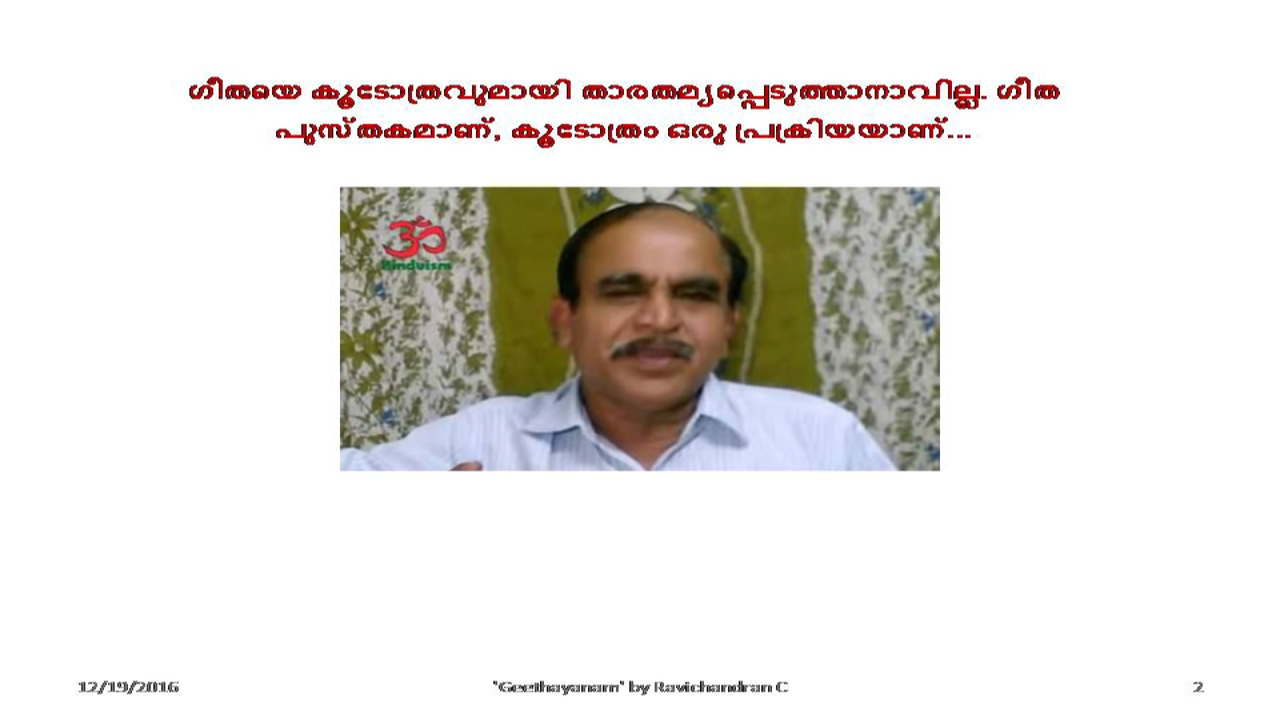 ഗീതയെ കൂടോത്രവുമായി താരതമ്യപ്പെടുത്താനാവില്ല. ഗീത
പുസ്തകമാണ്, കൂടോത്രം ഒരു പ്രക്രിയയാണ്...
ॐ
Hinduism
12/19/2016
'Geethayanam' by Ravichandran C
2